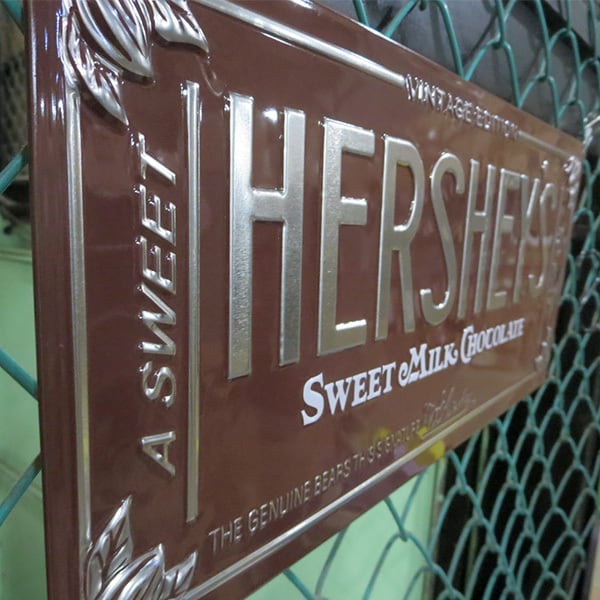 VINTAGE EDITION
A SWEET
HERSHEY'S
SWEET MILK CHOCOLATE
THE GENUINE BEARS THIS SIGNATURE